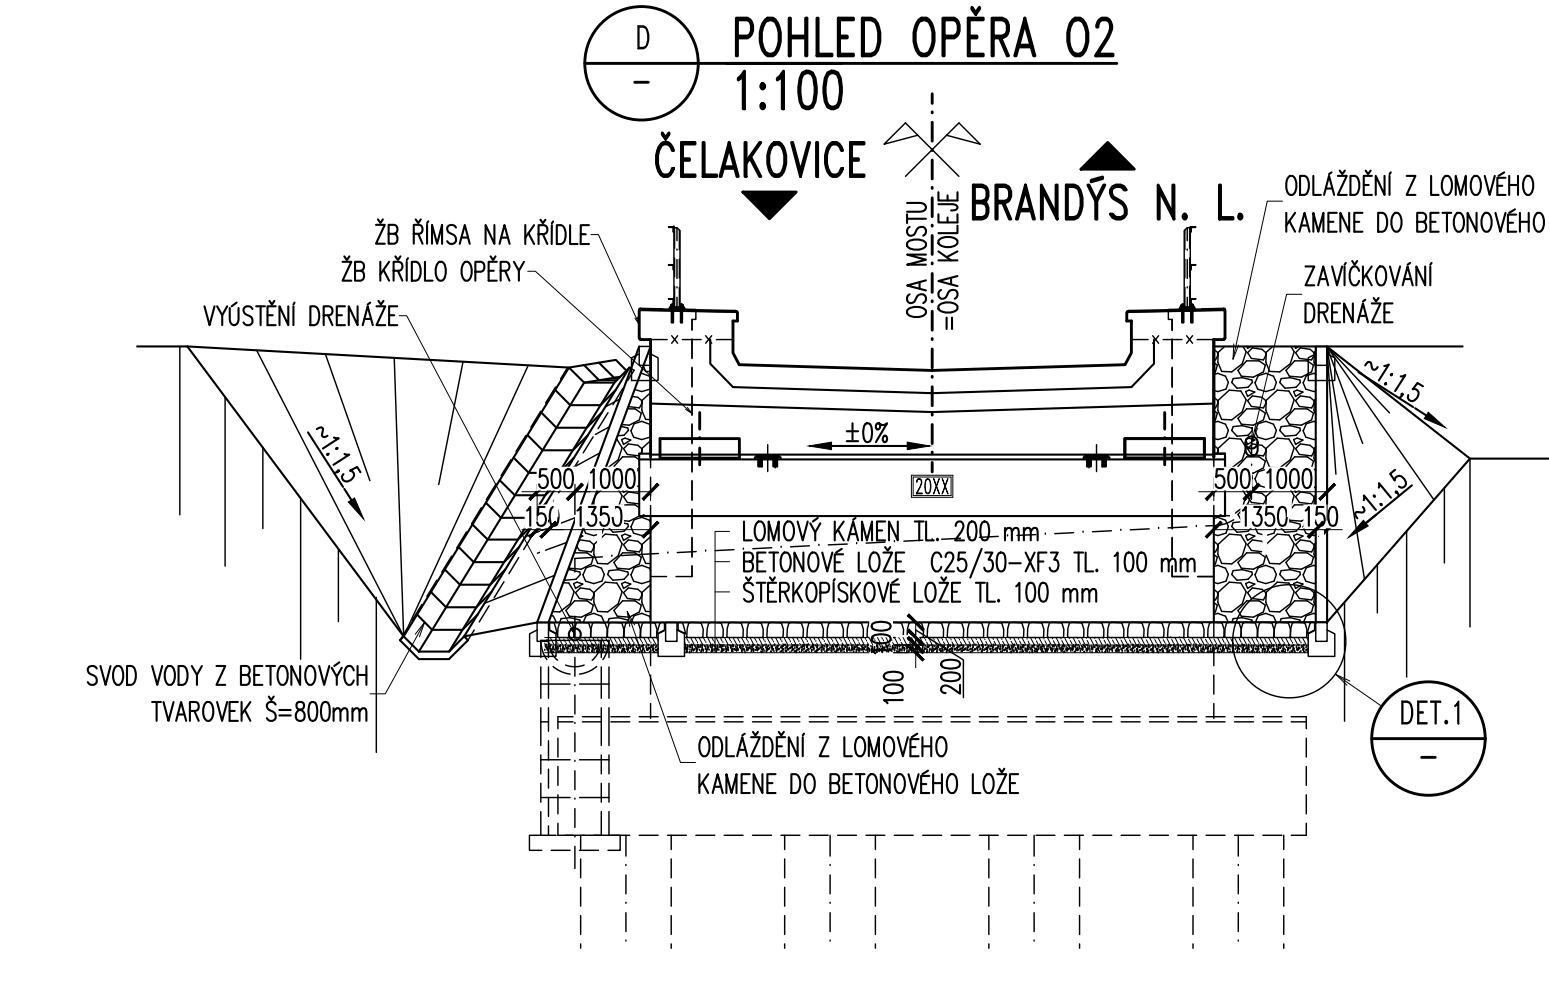 D
–
POHLED OPĚRA O2
1:100
ČELAKOVICE
BRANDÝS N. L.
OSA MOSTU
=OSA KOLEJE
ODLÁŽDĚNÍ Z LOMOVÉHO
KAMENE DO BETONOVÉHO
ZAVÍČKOVÁNÍ
DRENÁŽE
ŽB ŘÍMSA NA KŘÍDLE
ŽB KŘÍDLO OPĚRY
VYÚSTĚNÍ DRENÁŽE
~1:1,5
~1:1,5
~1:1,5
±0%
500 1000
150 1350
20XX
500 1000
1350 150
LOMOVÝ KÁMEN TL. 200 mm
BETONOVÉ LOŽE C25/30-XF3 TL. 100 mm
ŠTĚRKOPÍSKOVÉ LOŽE TL. 100 mm
100
100
200
SVOD VODY Z BETONOVÝCH
TVAROVEK Š=800mm
DET.1
–
ODLÁŽDĚNÍ Z LOMOVÉHO
KAMENE DO BETONOVÉHO LOŽE